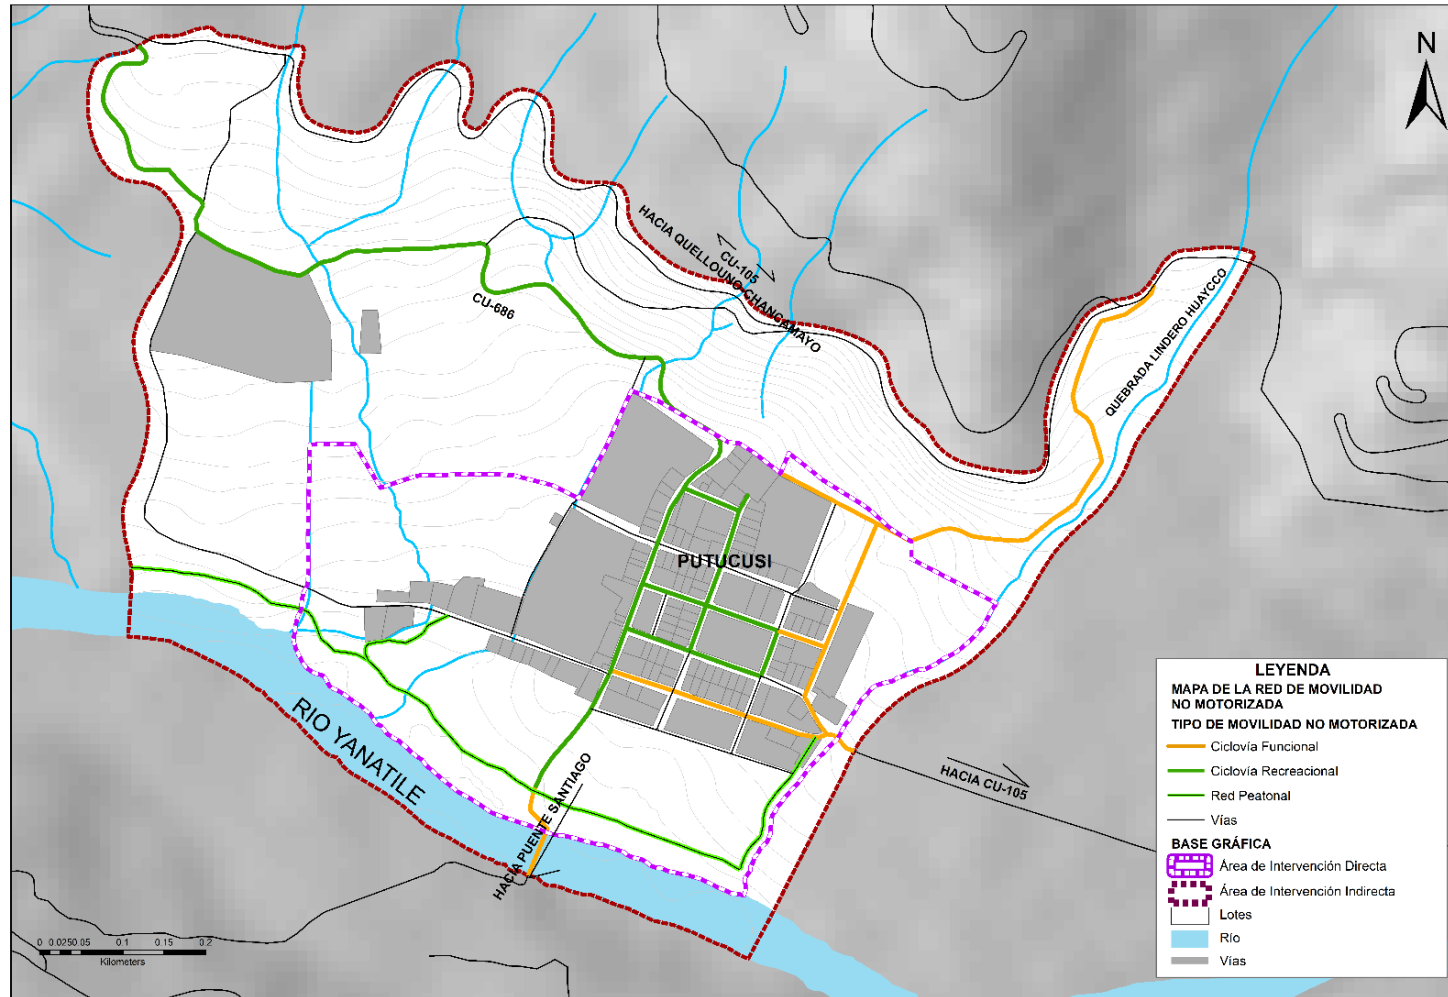 N
HACIA QUELLOUNO-CHANCAMAYO
CU-105
CU-686
QUEBRADA LINDERO HUAYCCO
PUTUCUSI
RIO YANATILE
HACIA PUENTE SANTIAGO
HACIA CU-105
0 0.0250.05 0.1 0.15 0.2
Kilometers
LEYENDA
MAPA DE LA RED DE MOVILIDAD
NO MOTORIZADA
TIPO DE MOVILIDAD NO MOTORIZADA
Ciclovía Funcional
Ciclovía Recreacional
Red Peatonal
Vías
BASE GRÁFICA
Área de Intervención Directa
Área de Intervención Indirecta
Lotes
Río
Vías